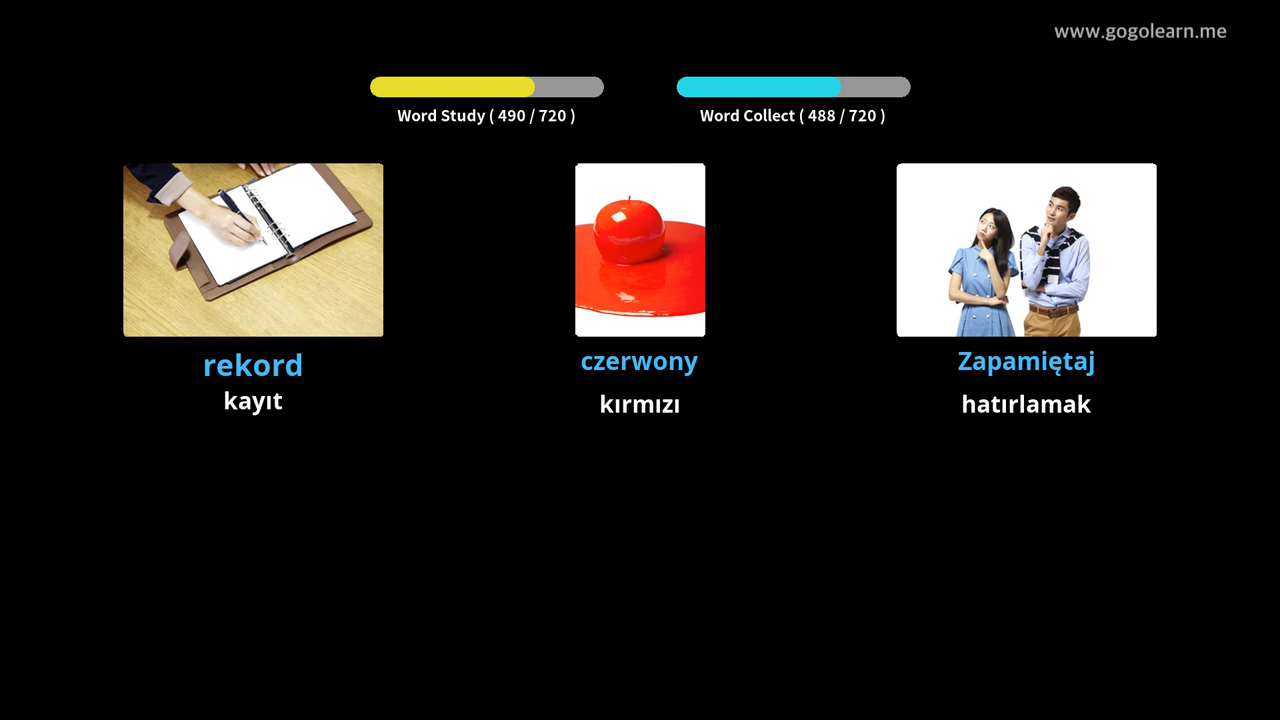 www.gogolearn.me
Word Study ( 490 / 720 )
Word Collect ( 488 / 720 )
rekord
kayıt
czerwony
kırmızı
Zapamiętaj
hatırlamak